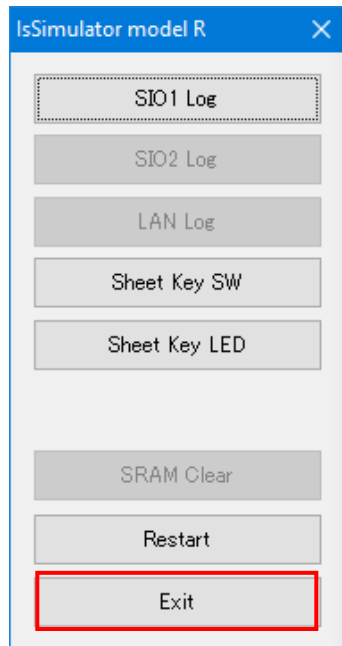 IsSimulator model R
SIO1 Log
SIO2 Log
LAN Log
Sheet Key SW
Sheet Key LED
SRAM Clear
Restart
Exit